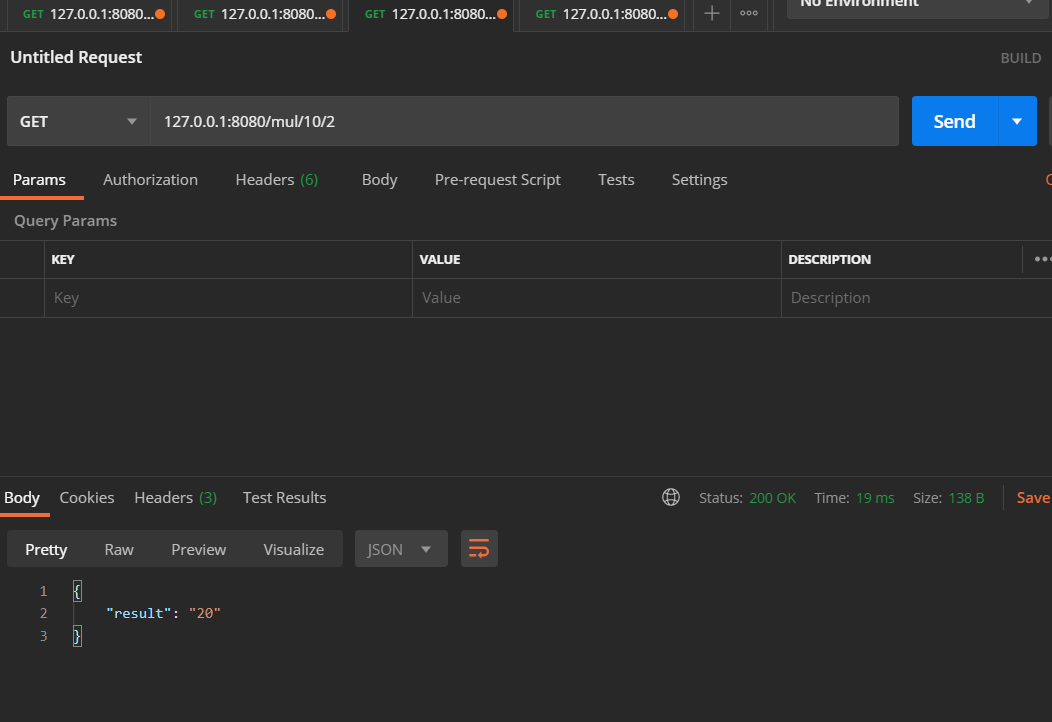 GET 127.0.0.1:8080... GET 127.0.0.1:8080... GET 127.0.0.1:8080... GET 127.0.0.1:8080... + ooo No Environment
Untitled Request BUILD
GET 127.0.0.1:8080/mul/10/2 Send
Params Authorization Headers (6) Body Pre-request Script Tests Settings
Query Params
KEY VALUE DESCRIPTION •••
Key Value Description
Body Cookies Headers (3) Test Results Status: 200 OK Time: 19 ms Size: 138 B Save
Pretty Raw Preview Visualize JSON
1 {
2 "result": "20"
3 }